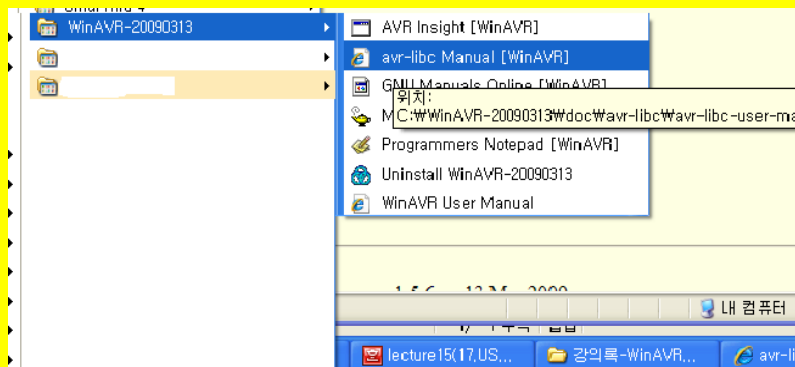 WinAVR-20090313
AVR Insight [WinAVR]
avr-libc Manual [WinAVR]
GNU Manuals Online [WinAVR]
위치:
C:₩WinAVR-20090313₩doc₩avr-libc₩avr-libc-user-ma
Programmers Notepad [WinAVR]
Uninstall WinAVR-20090313
WinAVR User Manual
내 컴퓨터
lecture15(17,US...
강의록-WinAVR...
avr-li